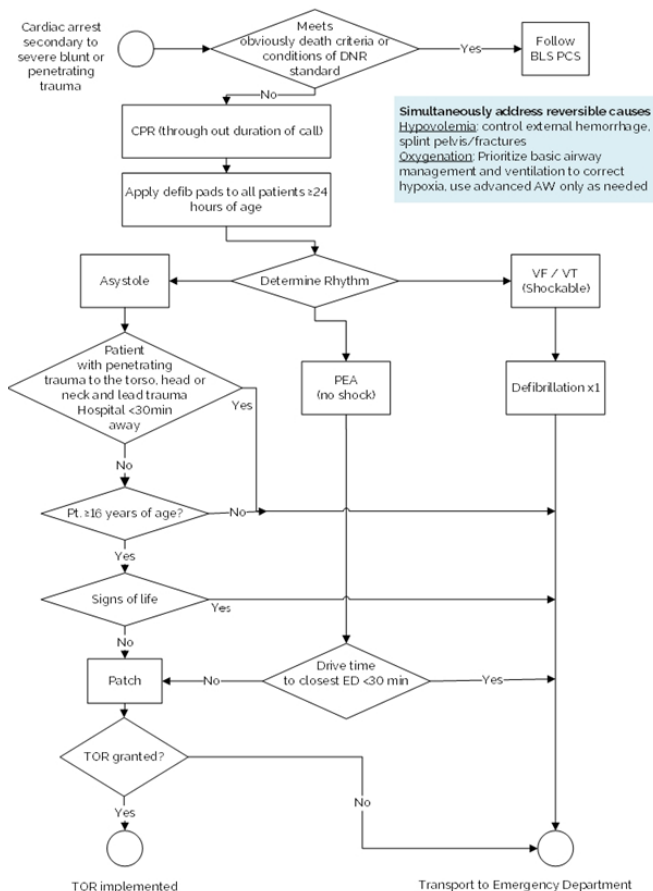 Cardiac arrest
secondary to
severe blunt or
penetrating
trauma
Meets
obviously death criteria or
conditions of DNR
standard
Yes
Follow
BLS PCS
No
CPR (through out duration of call)
Simultaneously address reversible causes
Hypovolemia: control external hemorrhage,
splint pelvis/fractures
Oxygenation: Prioritize basic airway
management and ventilation to correct
hypoxia, use advanced AW only as needed
Apply defib pads to all patients ≥24
hours of age
Asystole
Determine Rhythm
VF / VT
(Shockable)
Patient
with penetrating
trauma to the torso, head or
neck and lead trauma
Hospital <30min
away
Yes
PEA
(no shock)
Defibrillation x1
No
Pt. ≥16 years of age?
No
Yes
Signs of life
Yes
No
Patch
No
Drive time
to closest ED <30 min
Yes
TOR granted?
No
Yes
TOR implemented
Transport to Emergency Department